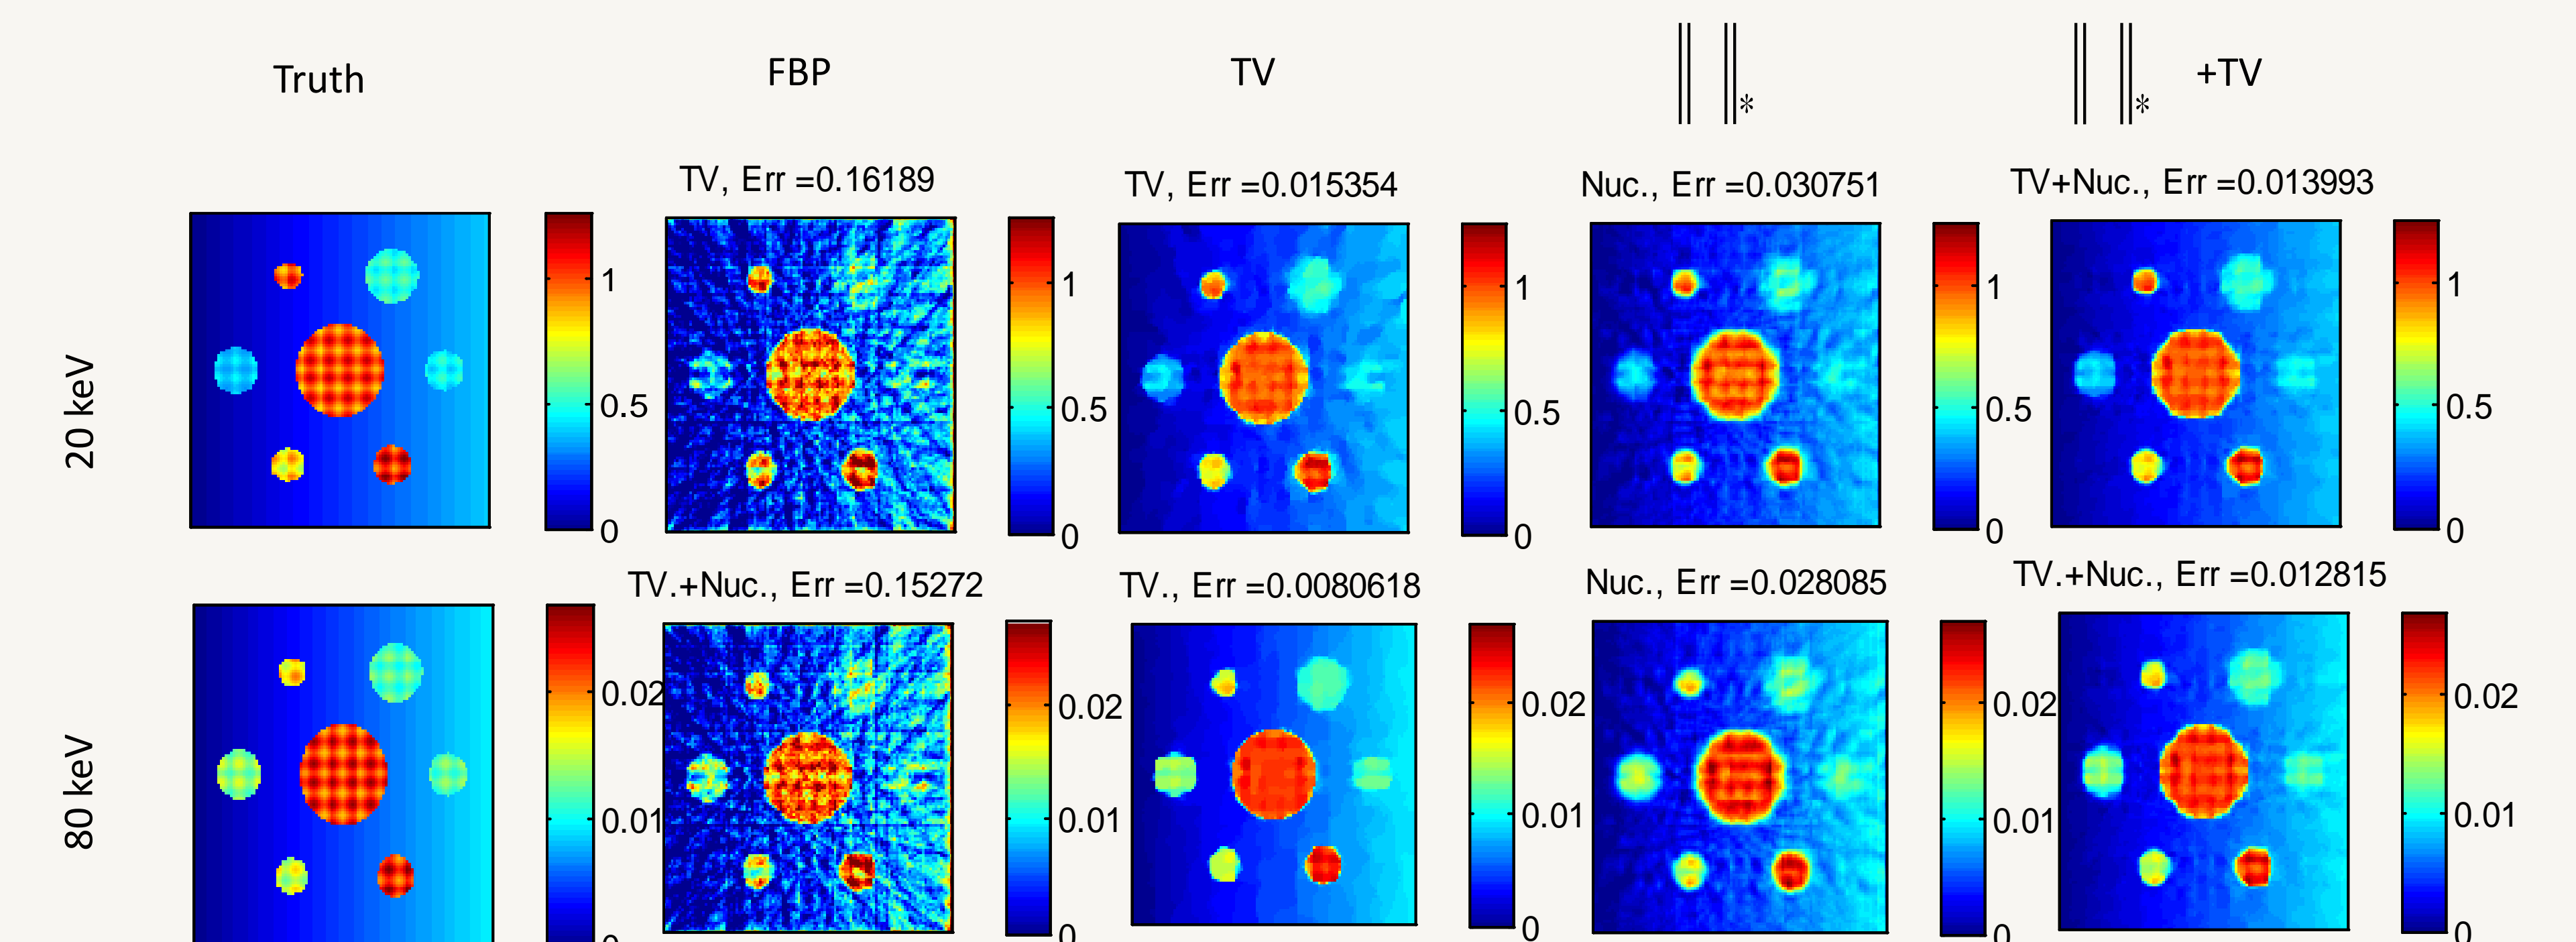 Truth
FBP
TV
‖ ‖*
‖ ‖* +TV
20 keV
TV, Err =0.16189
TV, Err =0.015354
Nuc., Err =0.030751
TV+Nuc., Err =0.013993
1
0.5
0
1
0.5
0
1
0.5
0
1
0.5
0
1
0.5
0
80 keV
TV.+Nuc., Err =0.15272
TV., Err =0.0080618
Nuc., Err =0.028085
TV.+Nuc., Err =0.012815
0.02
0.01
0
0.02
0.01
0
0.02
0.01
0
0.02
0.01
0
0.02
0.01
0